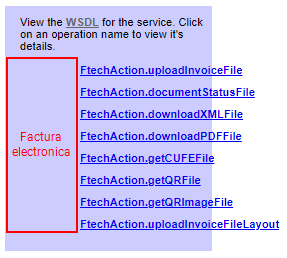 View the WSDL for the service. Click
on an operation name to view it's
details.
Factura
electronica
FtechAction.uploadInvoiceFile
FtechAction.documentStatusFile
FtechAction.downloadXMLFile
FtechAction.downloadPDFFile
FtechAction.getCUFEFile
FtechAction.getQRFile
FtechAction.getQRImageFile
FtechAction.uploadInvoiceFileLayout